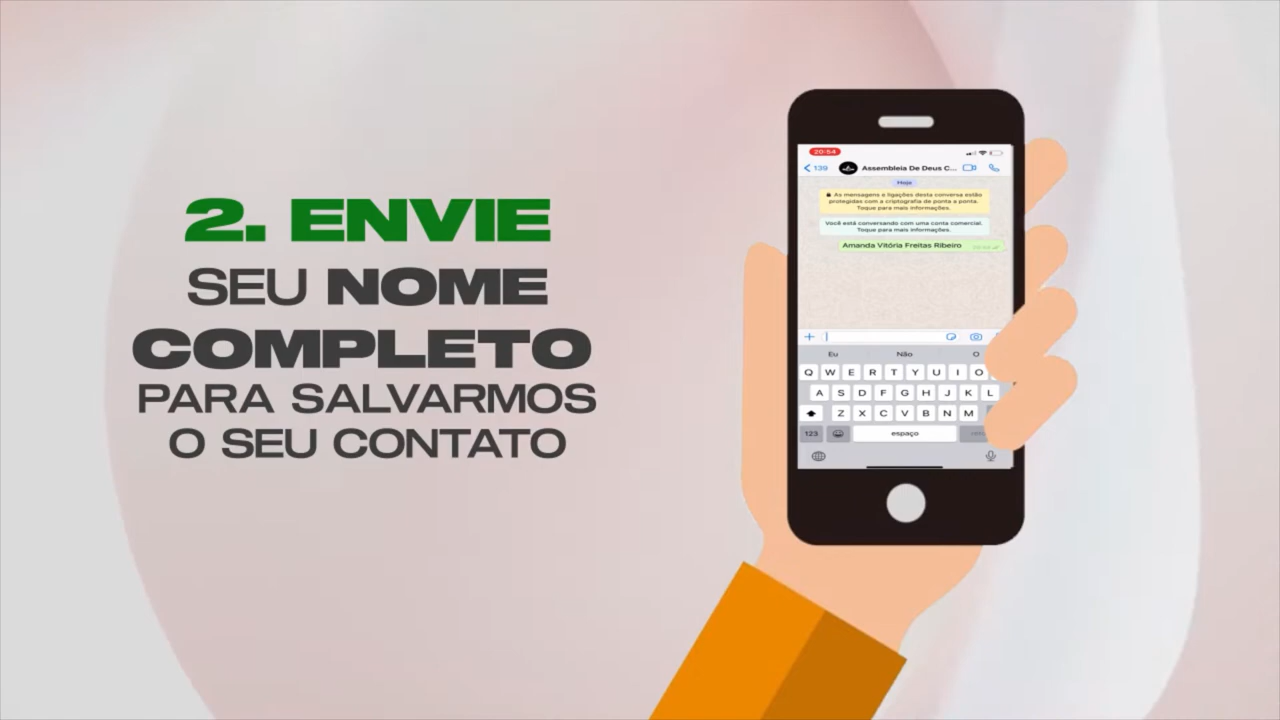 2. ENVIE
SEU NOME
COMPLETO
PARA SALVARMOS
O SEU CONTATO
20:54
139
Assembleia De Deus C...
Hoje
As mensagens e ligações desta conversa estão
protegidas com a criptografia de ponta a ponta.
Toque para mais informações.
Você está conversando com uma conta comercial.
Toque para mais informações.
Amanda Vitória Freitas Ribeiro
Eu Não O
Q W E R T Y U I O
A S D F G H J K L
Z X C V B N M
123 espaço